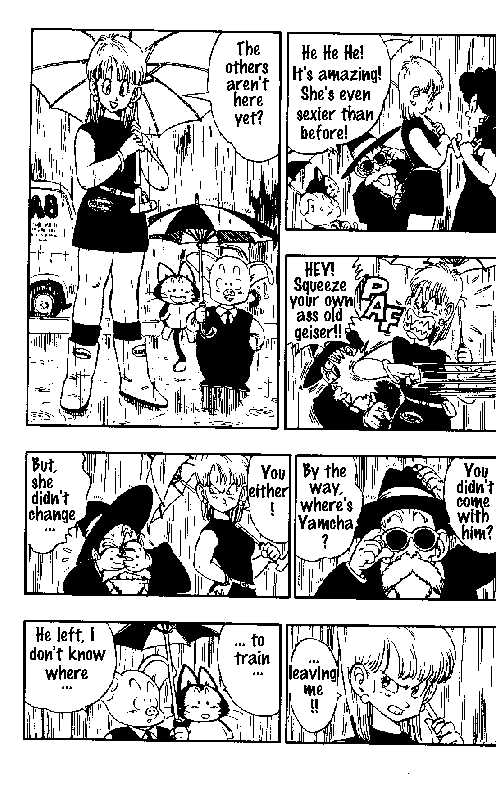 The
others
aren't
here
yet?
He He He!
It's amazing!
She's even
sexier than
before!
HEY!
Squeeze
your own
ass old
geiser!!
PAF
But,
she
didn't
change
...
You
either
!
By the
way,
where's
Yamcha
?
You
didn't
come
with
him?
He left, I
don't know
where
...
... to
train
...
...
leaving
me
!!